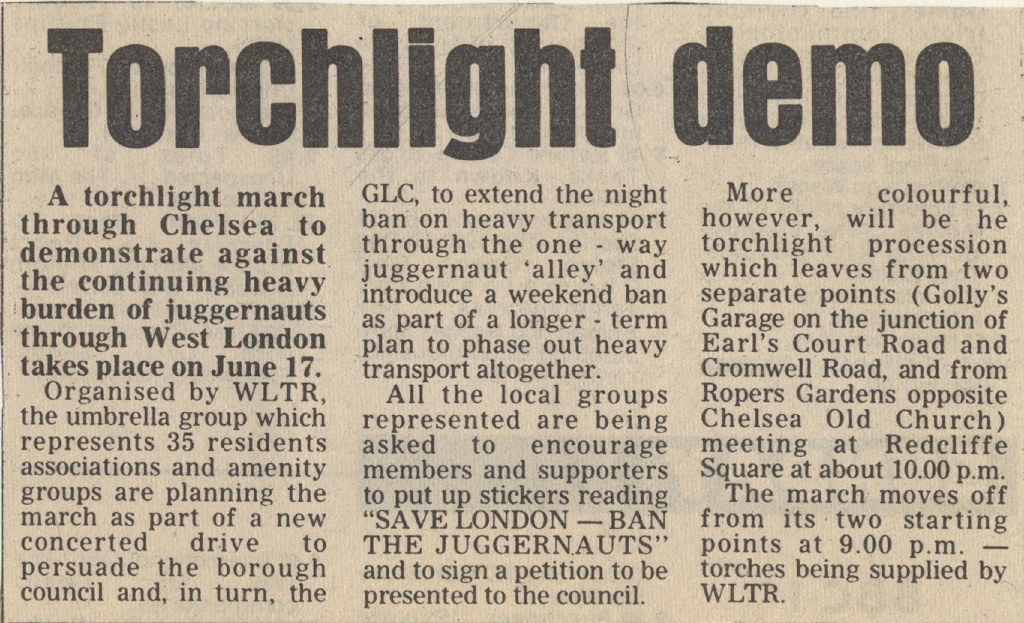 Torchlight demo
A torchlight march
through Chelsea to
demonstrate against
the continuing heavy
burden of juggernauts
through West London
takes place on June 17.
Organised by WLTR,
the umbrella group which
represents 35 residents
associations and amenity
groups are planning the
march as part of a new
concerted drive to
persuade the borough
council and, in turn, the
GLC, to extend the night
ban on heavy transport
through the one - way
juggernaut 'alley' and
introduce a weekend ban
as part of a longer - term
plan to phase out heavy
transport altogether.
All the local groups
represented are being
asked to encourage
members and supporters
to put up stickers reading
"SAVE LONDON — BAN
THE JUGGERNAUTS"
and to sign a petition to be
presented to the council.
More colourful,
however, will be he
torchlight procession
which leaves from two
separate points (Golly's
Garage on the junction of
Earl's Court Road and
Cromwell Road, and from
Ropers Gardens opposite
Chelsea Old Church)
meeting at Redcliffe
Square at about 10.00 p.m.
The march moves off
from its two starting
points at 9.00 p.m. —
torches being supplied by
WLTR.